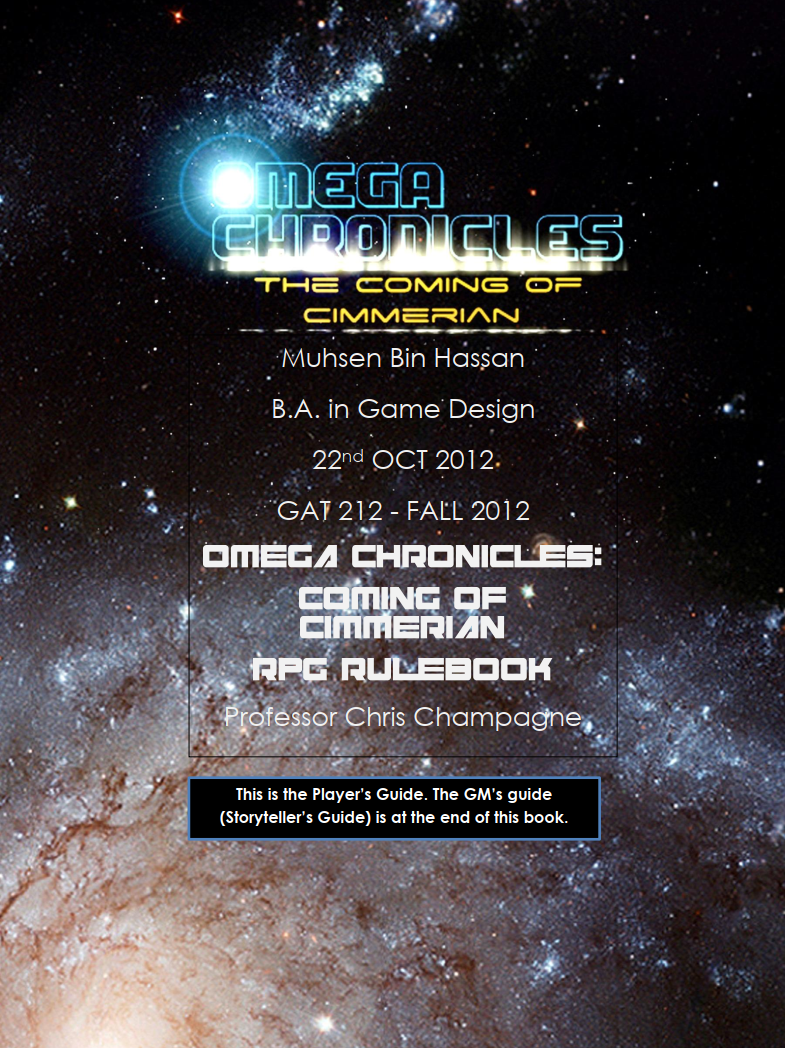 OMEGA
CHRONICLES
THE COMING OF
CIMMERIAN
Muhsen Bin Hassan
B.A. in Game Design
22nd OCT 2012
GAT 212 - FALL 2012
OMEGA CHRONICLES:
COMING OF
CIMMERIAN
RPG RULEBOOK
Professor Chris Champagne
This is the Player's Guide. The GM's guide
(Storyteller's Guide) is at the end of this book.